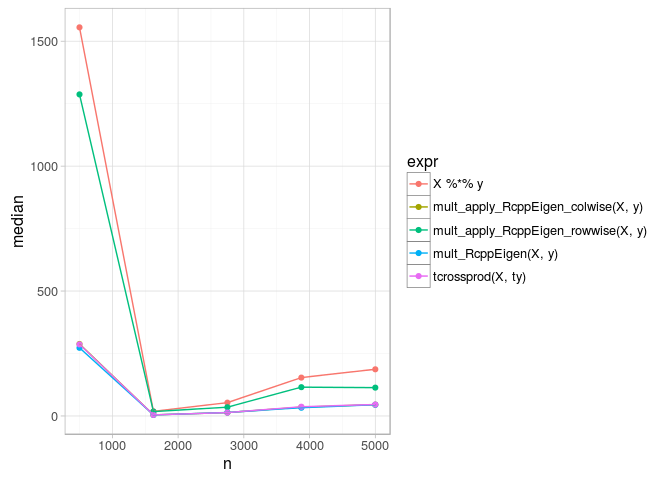 1500
1000
500
0
median
1000
2000
3000
4000
5000
n
expr
X %*% y
mult_apply_RcppEigen_colwise(X, y)
mult_apply_RcppEigen_rowwise(X, y)
mult_RcppEigen(X, y)
tcrossprod(X, ty)